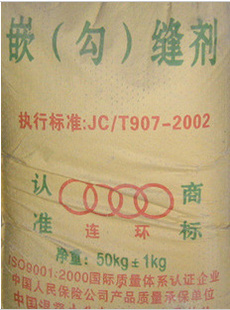 嵌（勾）缝剂
执行标准:JC/T907-2002
认准 连环 商标
净重：50kg±1kg
ISO9001:2000国际质量体系认证企业
中国人民保险公司产品质量承保单位